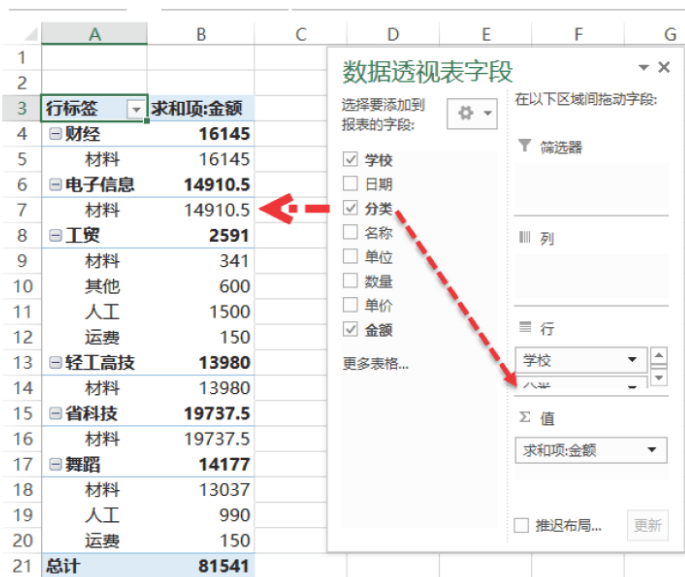 A B C D E F G
1
2
3 行标签 求和项:金额
4 财经 16145
5 材料 16145
6 电子信息 14910.5
7 材料 14910.5
8 工贸 2591
9 材料 341
10 其他 600
11 人工 1500
12 运费 150
13 轻工高技 13980
14 材料 13980
15 省科技 19737.5
16 材料 19737.5
17 舞蹈 14177
18 材料 13037
19 人工 990
20 运费 150
21 总计 81541
数据透视表字段
选择要添加到
报表的字段:
学校
日期
分类
名称
单位
数量
单价
金额
更多表格...
在以下区域间拖动字段:
筛选器
列
行
学校
Σ 值
求和项:金额
推迟布局...
更新